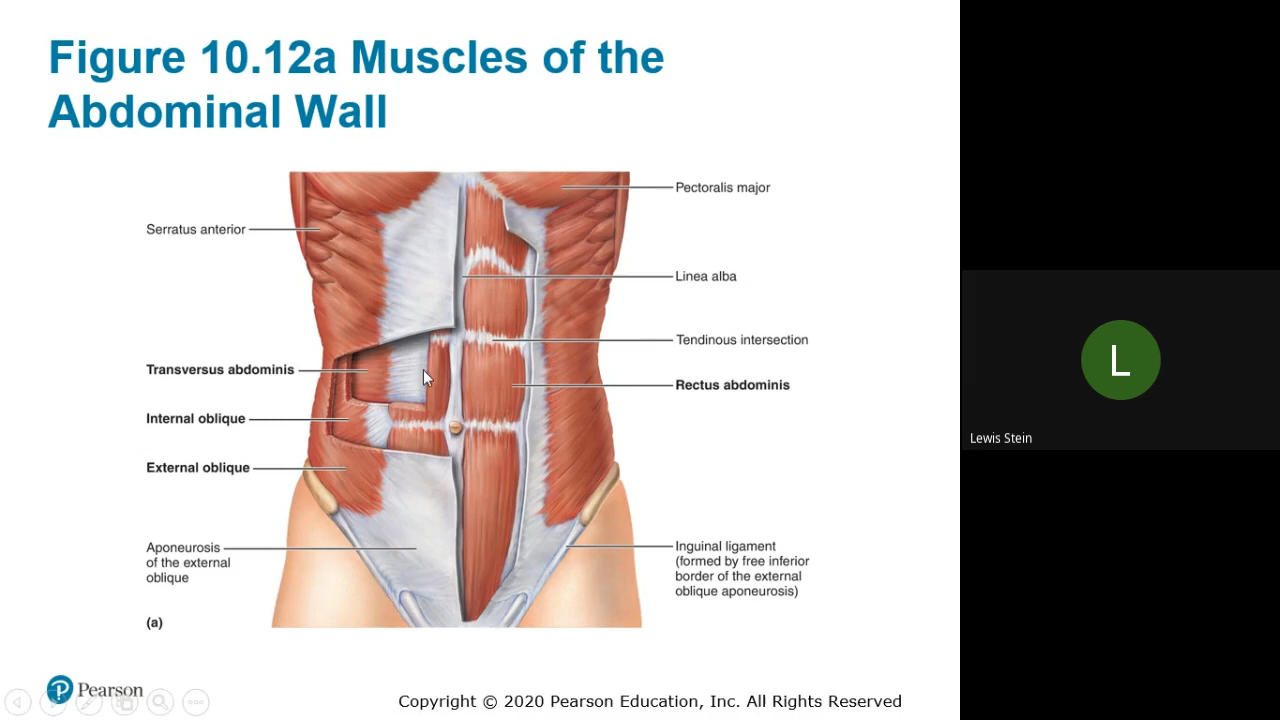 Figure 10.12a Muscles of the
Abdominal Wall
Serratus anterior
Transversus abdominis
Internal oblique
External oblique
Aponeurosis
of the external
oblique
(a)
Pectoralis major
Linea alba
Tendinous intersection
Rectus abdominis
Inguinal ligament
(formed by free inferior
border of the external
oblique aponeurosis)
P Pearson
Copyright © 2020 Pearson Education, Inc. All Rights Reserved
L
Lewis Stein